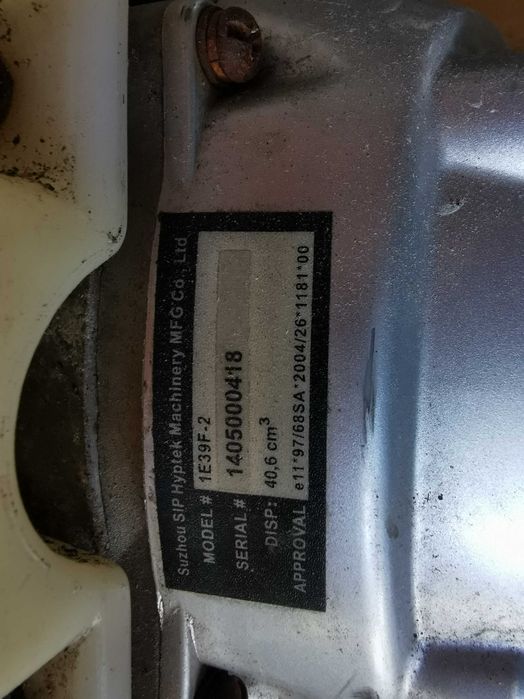 Suzhou SIP Hyptek Machinery MFG Co., Ltd
MODEL # 1E39F-2
SERIAL # 1405000418
DISP: 40,6 cm³
APPROVAL e11*97/68SA*2004/26*1181*00